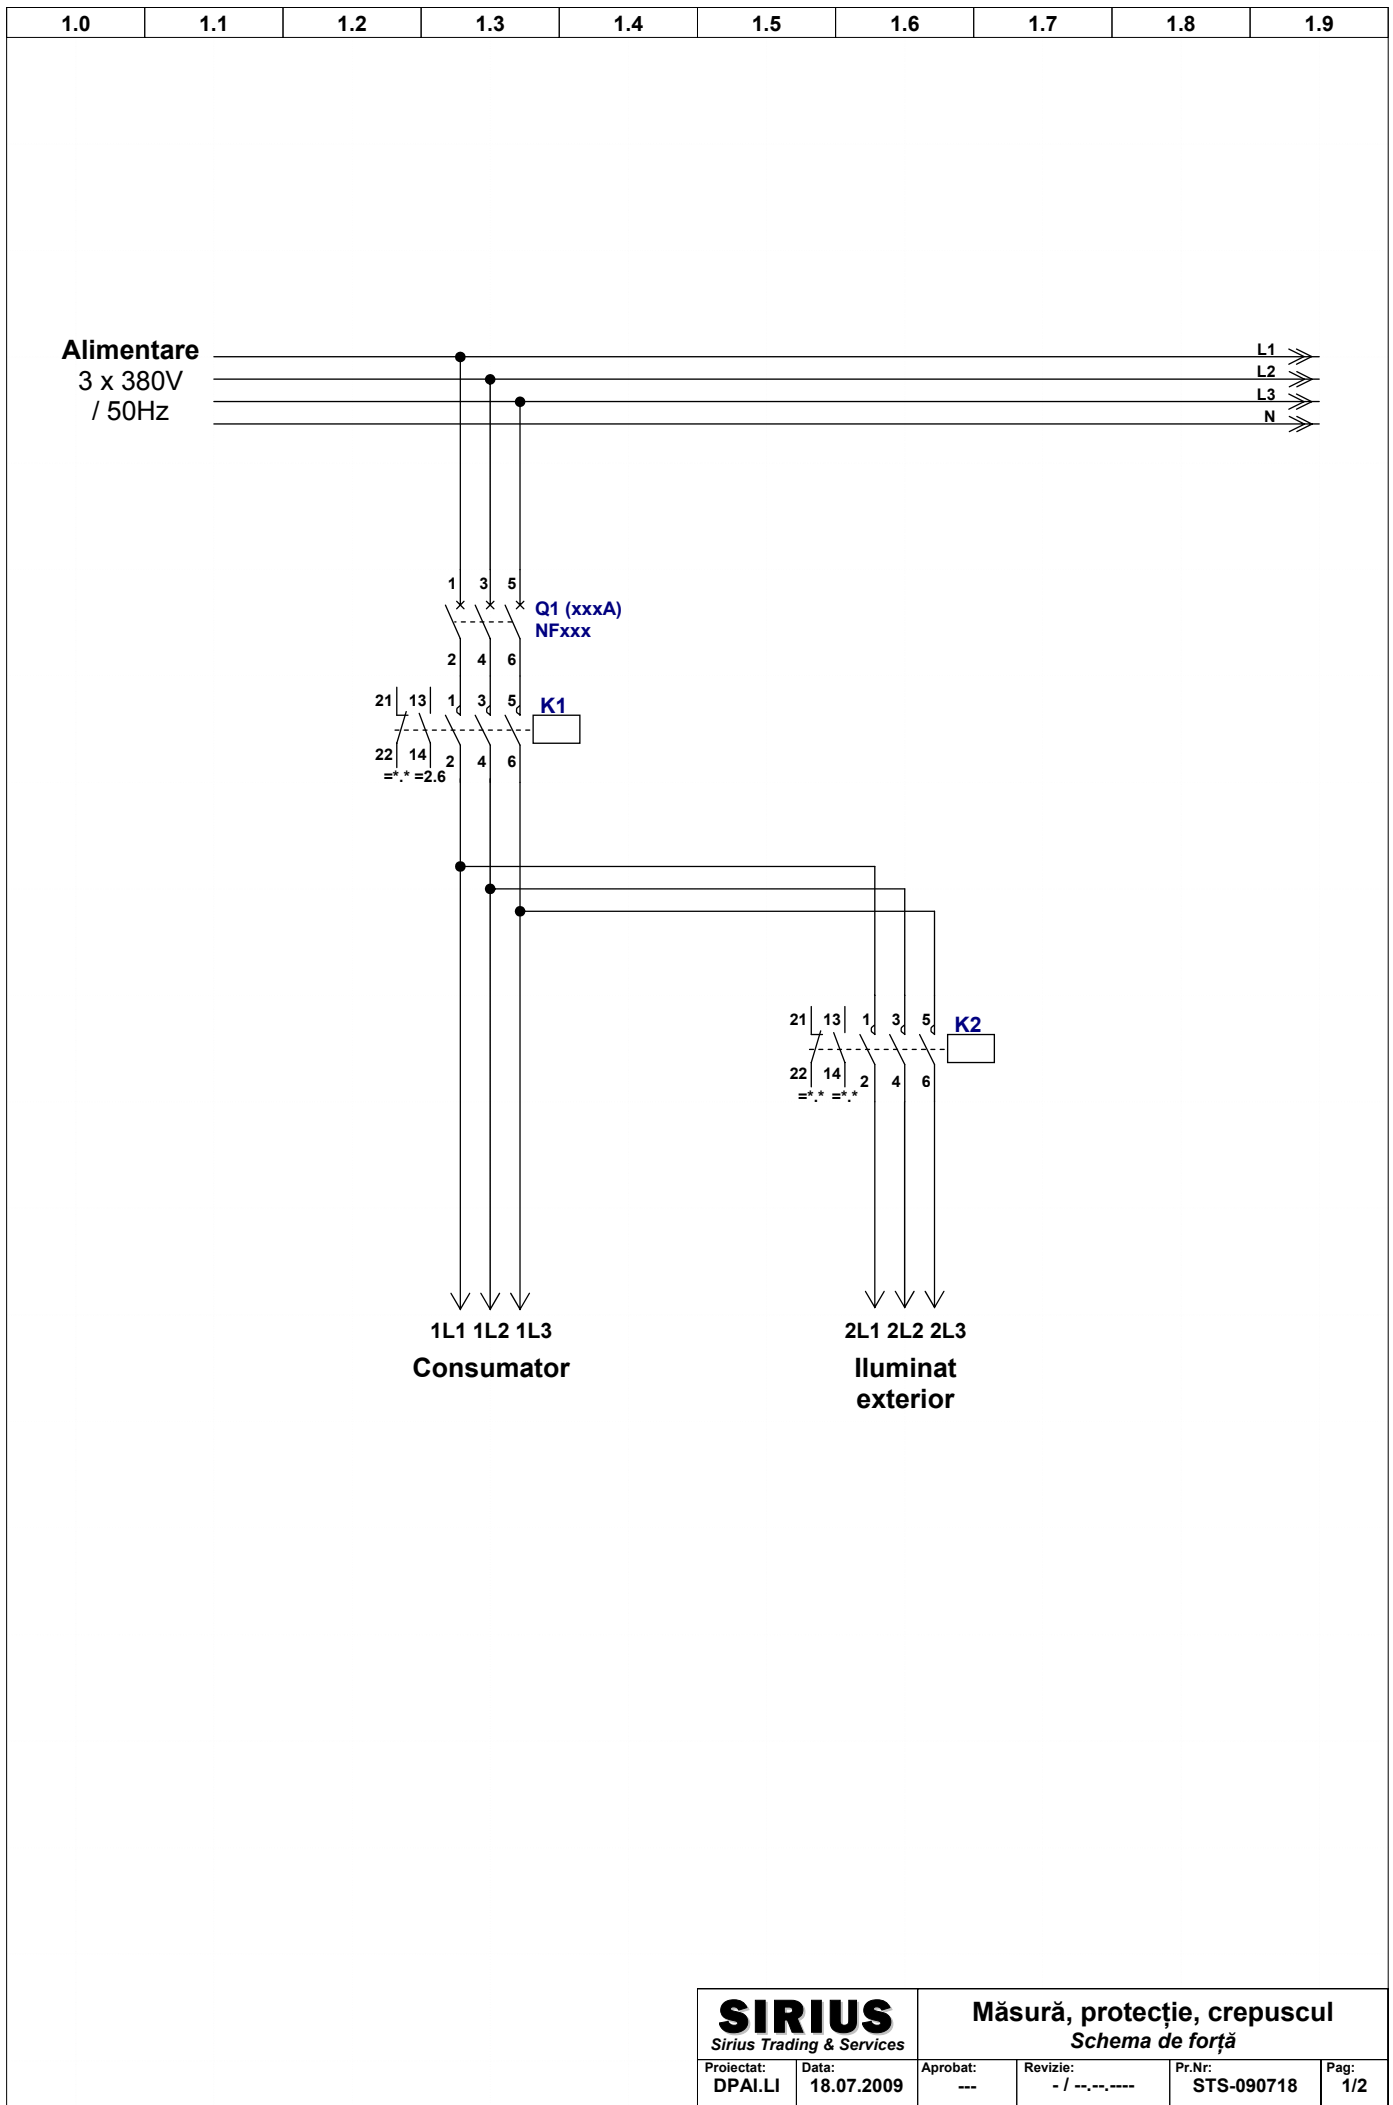 1.0 1.1 1.2 1.3 1.4 1.5 1.6 1.7 1.8 1.9
Alimentare
3 x 380V
/ 50Hz
L1
L2
L3
N
1 3 5
Q1 (xxxA)
NFxxx
2 4 6
21 13 1 3 5 K1
22 14 2 4 6
=*.* =2.6
21 13 1 3 5 K2
22 14 2 4 6
=*.* =*.*
1L1 1L2 1L3 2L1 2L2 2L3
Consumator
Iluminat
exterior
SIRIUS
Sirius Trading & Services
Măsură, protecție, crepuscul
Schema de forță
Proiectat: Data: Aprobat: Revizie: Pr.Nr: Pag:
DPAI.LI 18.07.2009 --- - / --.--.---- STS-090718 1/2